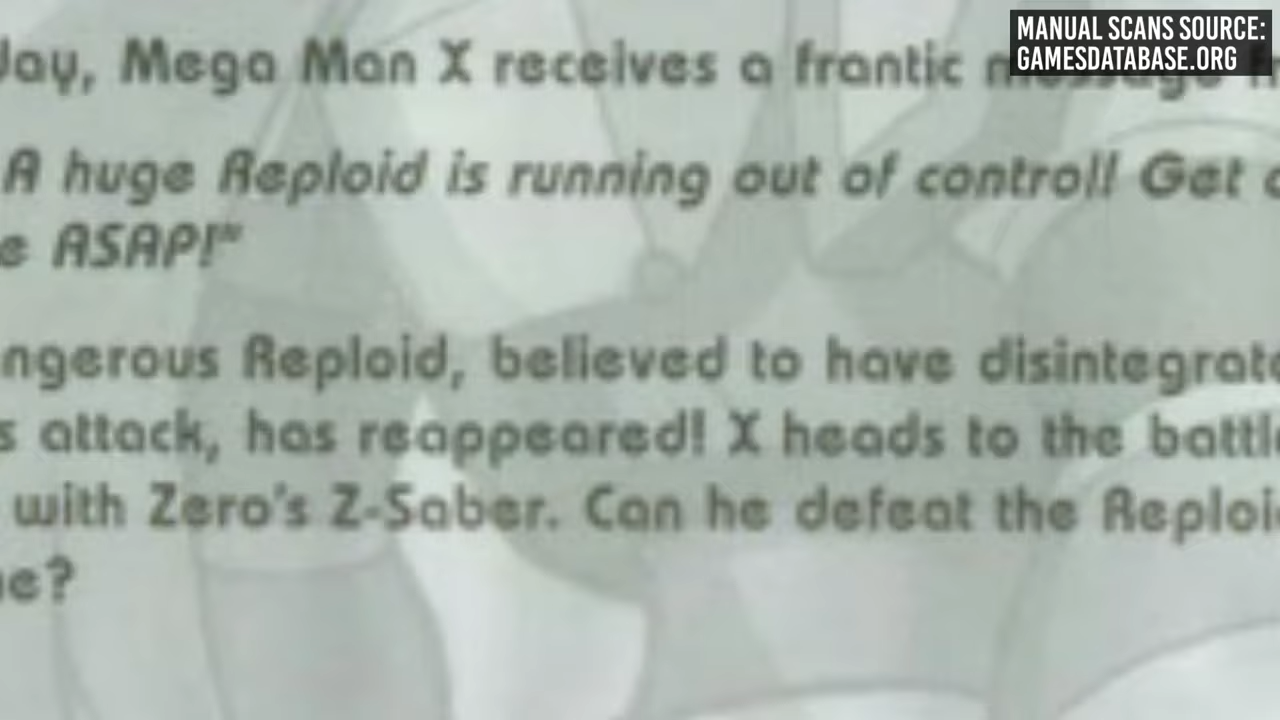 MANUAL SCANS SOURCE:
GAMESDATABASE.ORG
Mega Man X receives a frantic
A huge Reploid is running out of control! Get
ASAP!"
Reploid, believed to have
attack, has reappeared! X heads to the
with Zero's Z-Saber. Can he defeat the